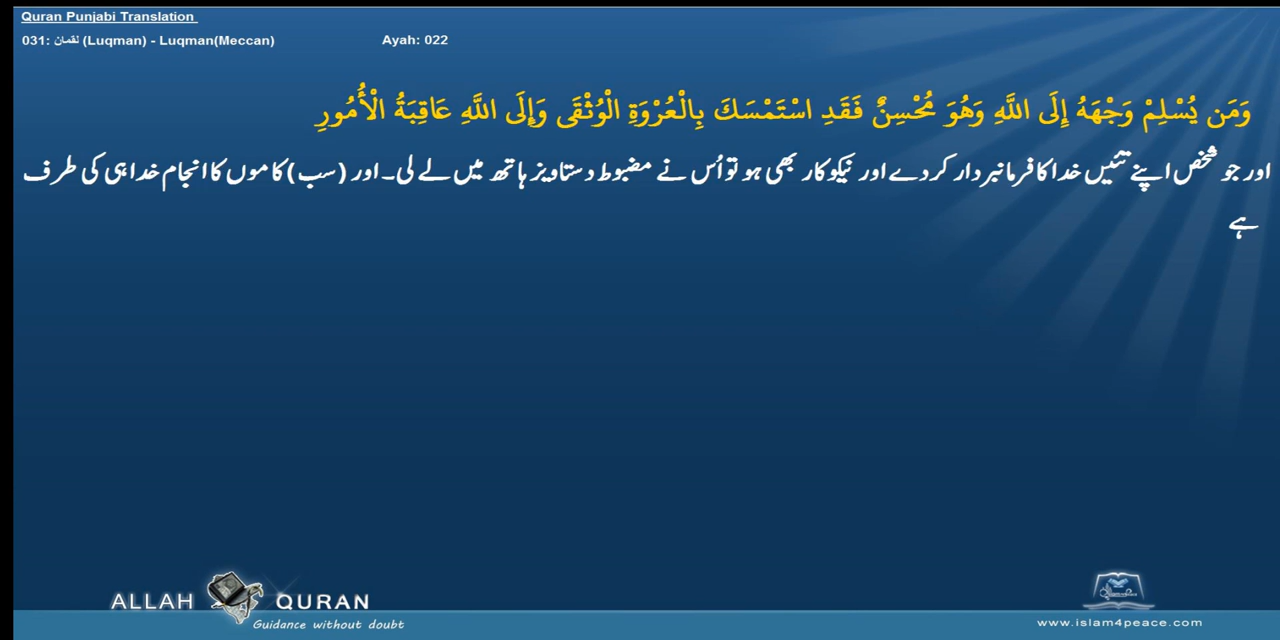 Quran Punjabi Translation
031: لقمان (Luqman) - Luqman(Meccan) Ayah: 022
وَمَن يُسْلِمْ وَجْهَهُ إِلَى اللَّهِ وَهُوَ مُحْسِنٌ فَقَدِ اسْتَمْسَكَ بِالْعُرْوَةِ الْوُثْقَى وَإِلَى اللَّهِ عَاقِبَةُ الْأُمُورِ
اور جو شخص اپنے تئیں خدا کا فرمانبردار کردے اور نیکوکار بھی ہو تو اُس نے مضبوط دستاویز ہاتھ میں لے لی۔ اور (سب) کاموں کا انجام خدا ہی کی طرف
ہے
ALLAH QURAN
Guidance without doubt
www.islam4peace.com